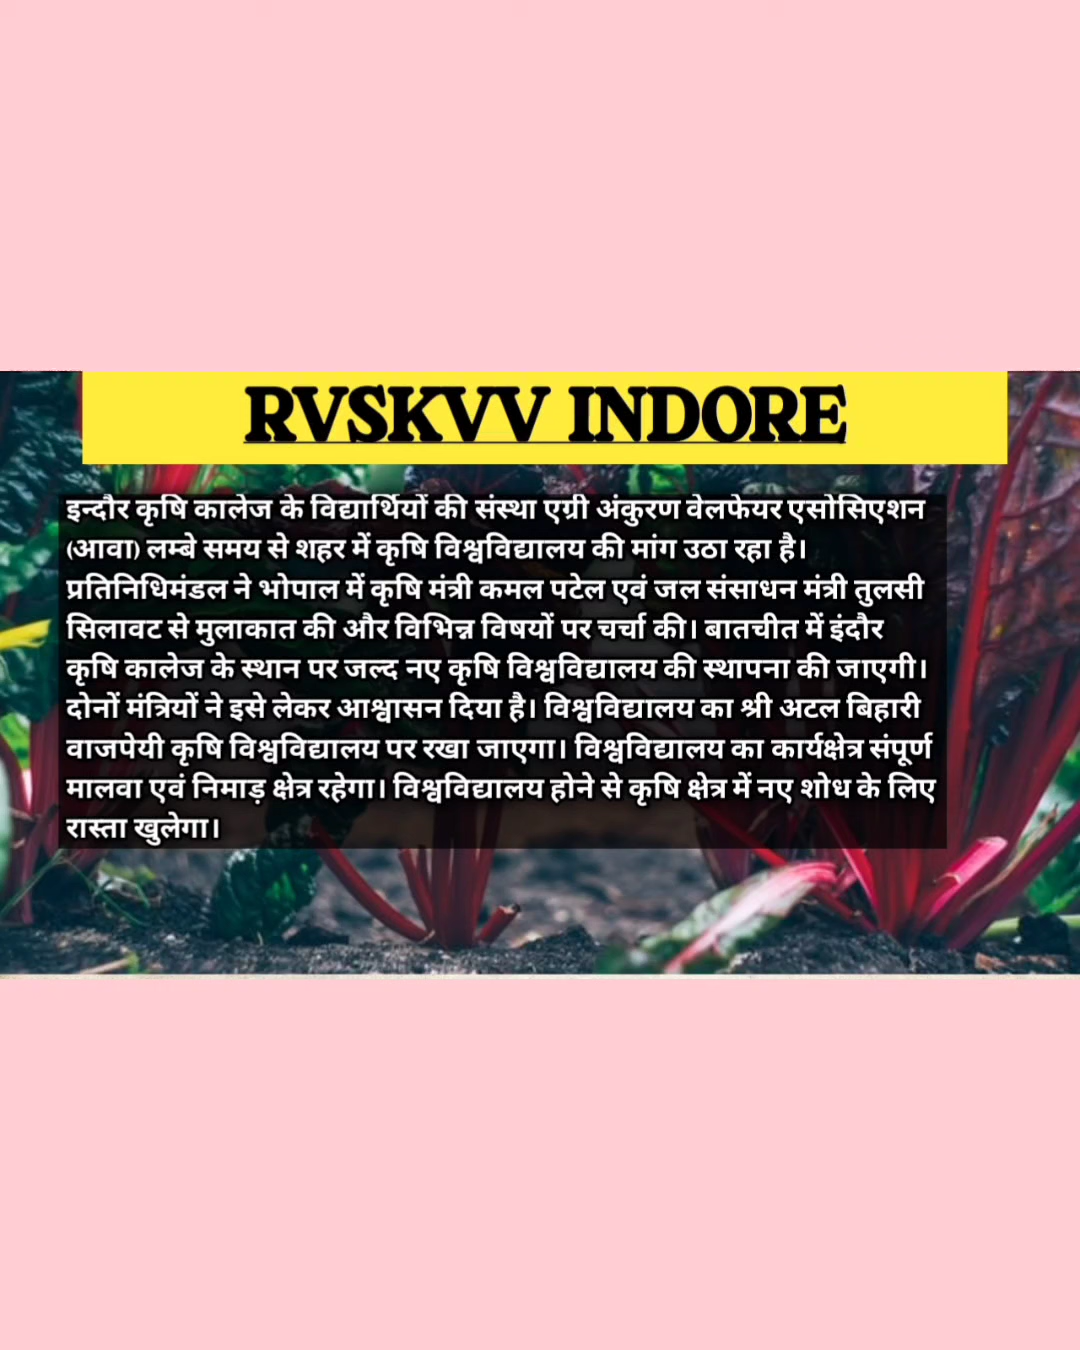 RVSKVV INDORE
इन्दौर कृषि कालेज के विद्यार्थियों की संस्था एग्री अंकुरण वेलफेयर एसोसिएशन
(आवा) लम्बे समय से शहर में कृषि विश्वविद्यालय की मांग उठा रहा है।
प्रतिनिधिमंडल ने भोपाल में कृषि मंत्री कमल पटेल एवं जल संसाधन मंत्री तुलसी
सिलावट से मुलाकात की और विभिन्न विषयों पर चर्चा की। बातचीत में इंदौर
कृषि कालेज के स्थान पर जल्द नए कृषि विश्वविद्यालय की स्थापना की जाएगी।
दोनों मंत्रियों ने इसे लेकर आश्वासन दिया है। विश्वविद्यालय का श्री अटल बिहारी
वाजपेयी कृषि विश्वविद्यालय पर रखा जाएगा। विश्वविद्यालय का कार्यक्षेत्र संपूर्ण
मालवा एवं निमाड़ क्षेत्र रहेगा। विश्वविद्यालय होने से कृषि क्षेत्र में नए शोध के लिए
रास्ता खुलेगा।